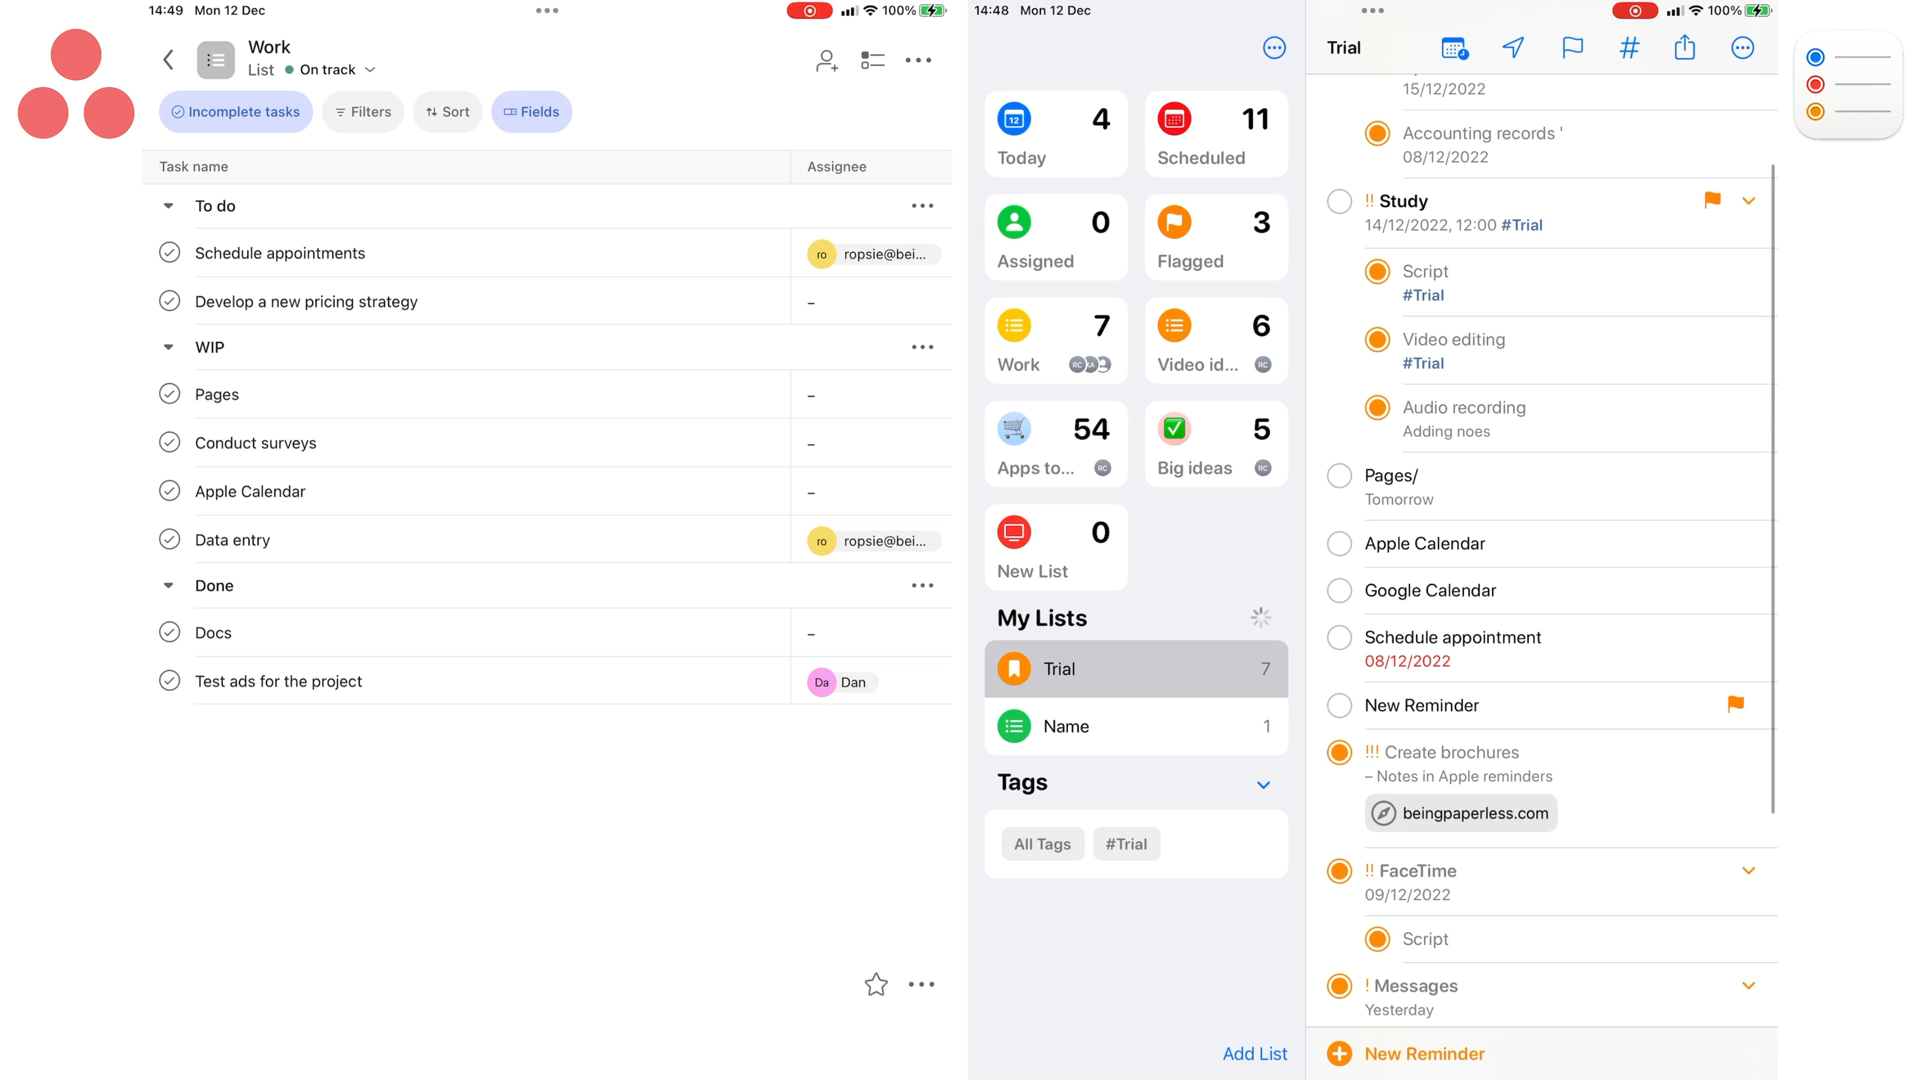 14:49 Mon 12 Dec
100%
Work
List On track
Incomplete tasks
Filters
Sort
Fields
Task name
Assignee
To do
Schedule appointments
ro ropsie@bei...
Develop a new pricing strategy
–
WIP
Pages
–
Conduct surveys
–
Apple Calendar
–
Data entry
ro ropsie@bei...
Done
Docs
–
Test ads for the project
Da Dan
14:48 Mon 12 Dec
12
4
Today
11
Scheduled
0
Assigned
3
Flagged
7
Work
RC
6
Video id...
RC
54
Apps to...
RC
5
Big ideas
RC
0
New List
My Lists
Trial 7
Name 1
Tags
All Tags
#Trial
Add List
100%
Trial
15/12/2022
Accounting records '
08/12/2022
!! Study
14/12/2022, 12:00 #Trial
Script
#Trial
Video editing
#Trial
Audio recording
Adding noes
Pages/
Tomorrow
Apple Calendar
Google Calendar
Schedule appointment
08/12/2022
New Reminder
!!! Create brochures
– Notes in Apple reminders
beingpaperless.com
!! FaceTime
09/12/2022
Script
! Messages
Yesterday
New Reminder